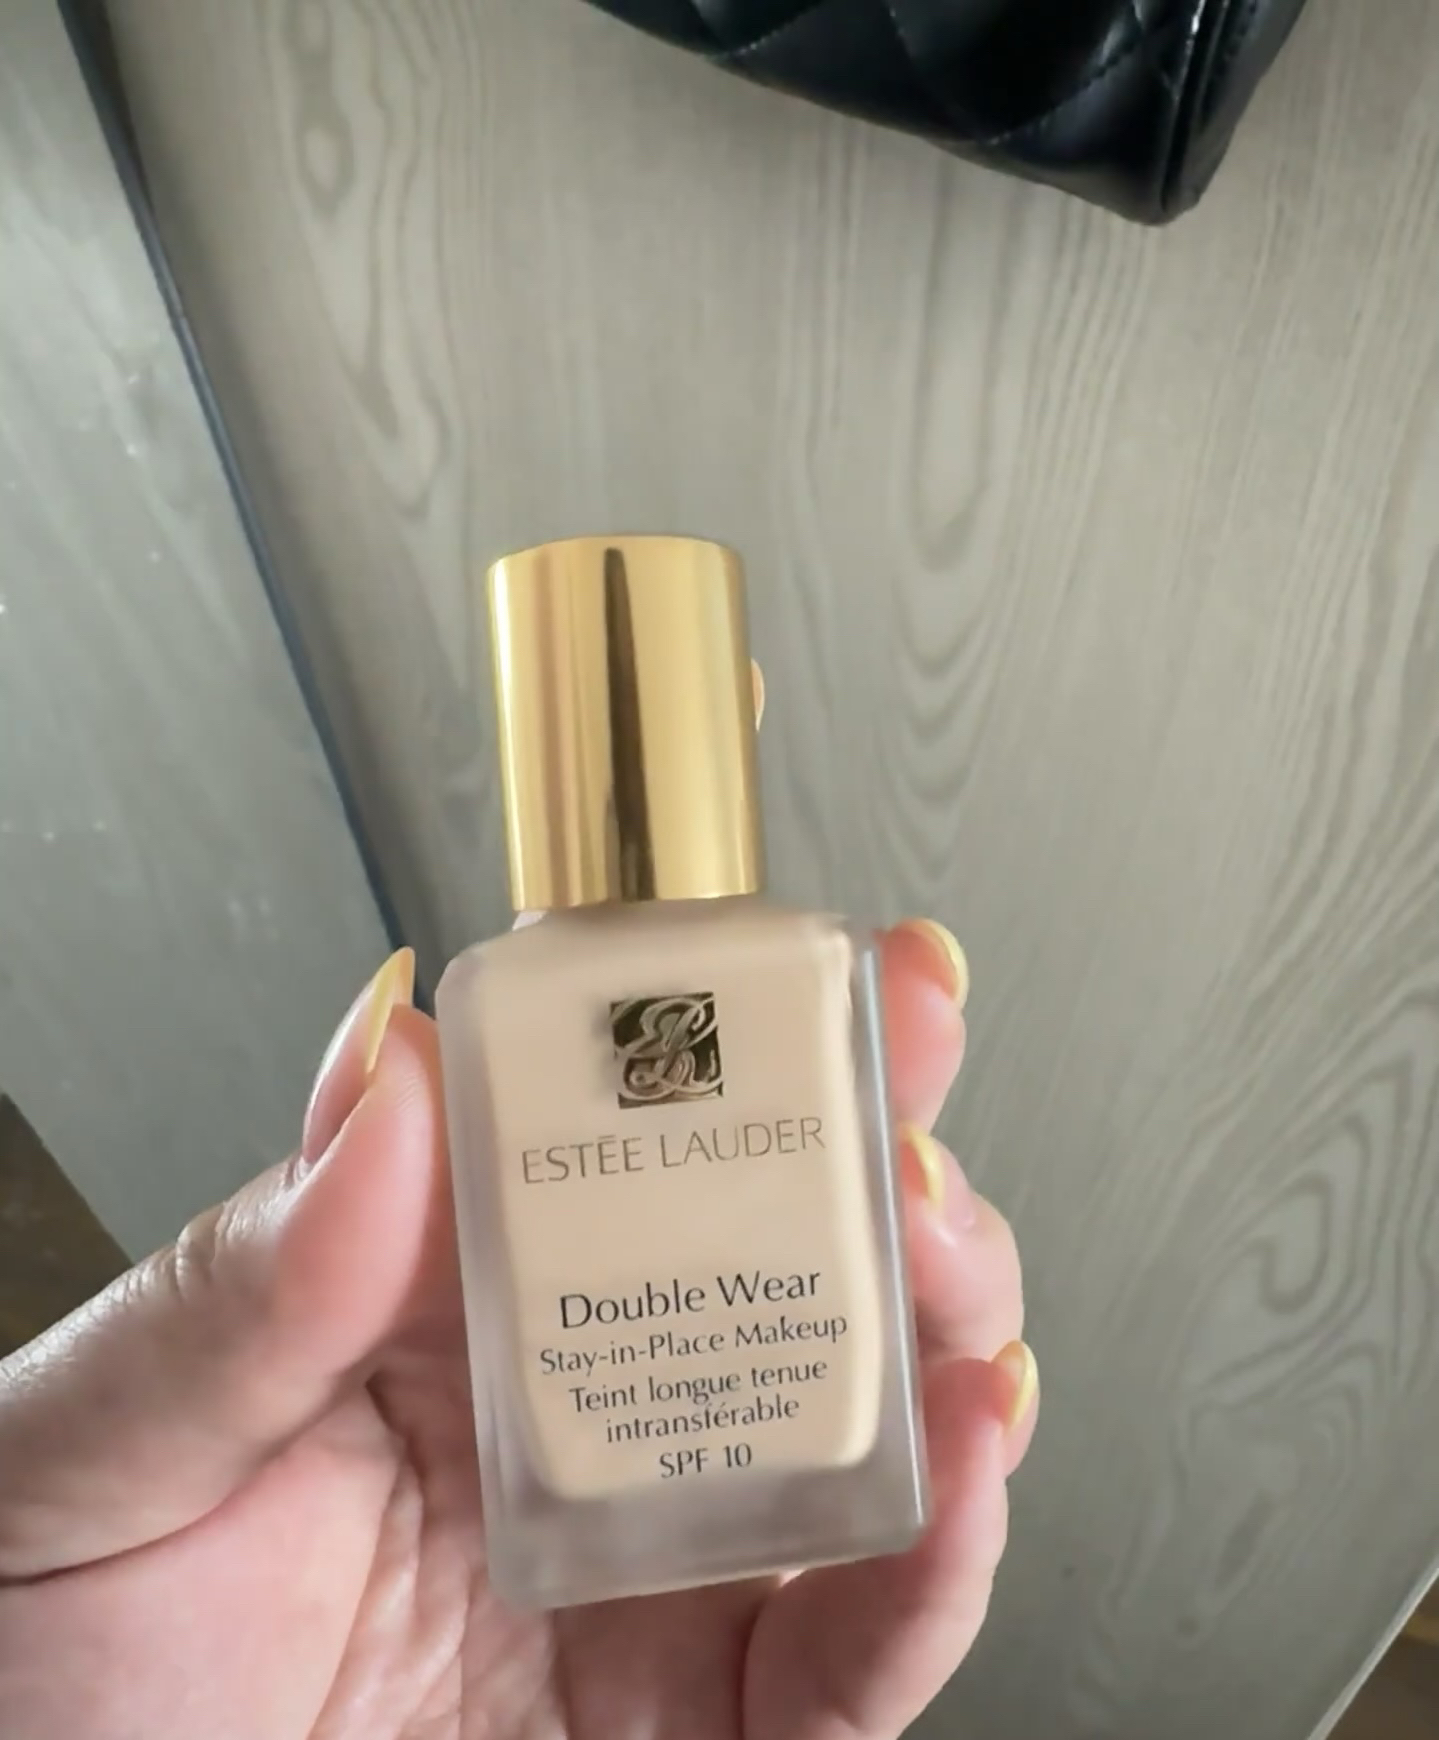 ESTĒE LAUDER
Double Wear
Stay-in-Place Makeup
Teint longue tenue
intransférable
SPF 10